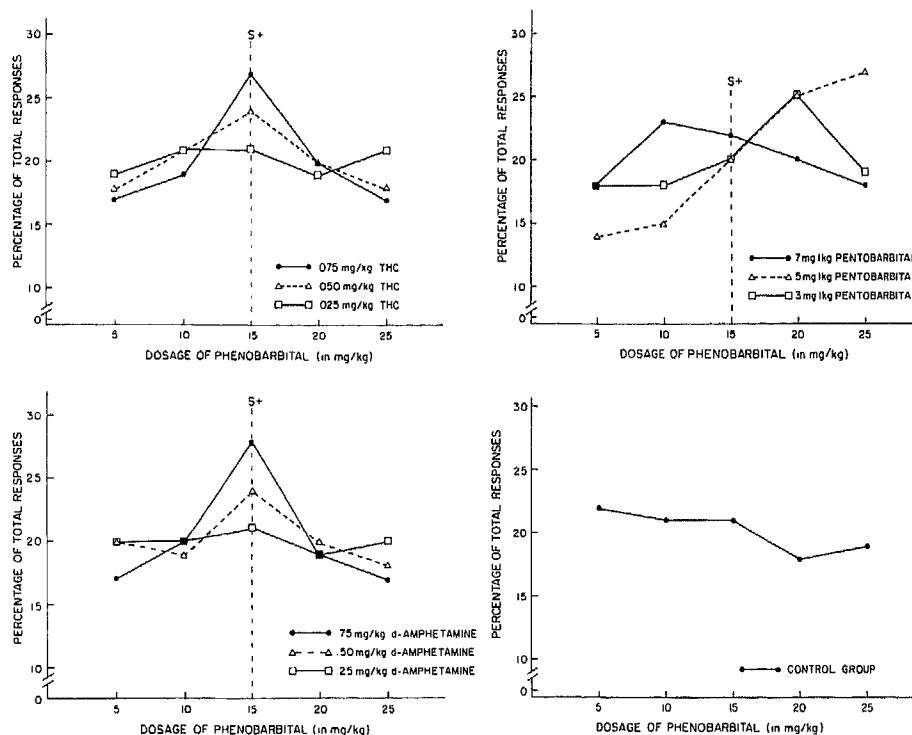 S+
30
25
20
15
10
0
PERCENTAGE OF TOTAL RESPONSES
075 mg/kg THC
050 mg/kg THC
025 mg/kg THC
5 10 15 20 25
DOSAGE OF PHENOBARBITAL (in mg/kg)
S+
30
25
20
15
10
0
PERCENTAGE OF TOTAL RESPONSES
7mg/kg PENTOBARBITAL
5mg/kg PENTOBARBITAL
3mg/kg PENTOBARBITAL
5 10 15 20 25
DOSAGE OF PHENOBARBITAL (in mg/kg)
S+
30
25
20
15
10
0
PERCENTAGE OF TOTAL RESPONSES
75 mg/kg d-AMPHETAMINE
.50 mg/kg d-AMPHETAMINE
25 mg/kg d-AMPHETAMINE
5 10 15 20 25
DOSAGE OF PHENOBARBITAL (in mg/kg)
30
25
20
15
10
0
PERCENTAGE OF TOTAL RESPONSES
CONTROL GROUP
5 10 15 20 25
DOSAGE OF PHENOBARBITAL (in mg/kg)